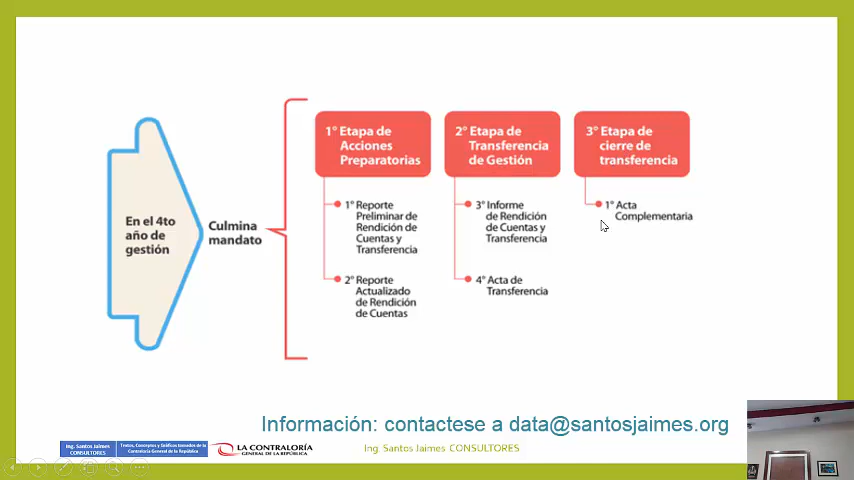 En el 4to
año de
gestión
Culmina
mandato
1° Etapa de
Acciones
Preparatorias
1° Reporte
Preliminar de
Rendición de
Cuentas y
Transferencia
2° Reporte
Actualizado
de Rendición
de Cuentas
2° Etapa de
Transferencia
de Gestión
3° Informe
de Rendición
de Cuentas y
Transferencia
4° Acta de
Transferencia
3° Etapa de
cierre de
transferencia
1° Acta
Complementaria
Información: contactese a data@santosjaimes.org
Ing. Santos Jaimes
CONSULTORES
Textos, Conceptos y Gráficos tomados de la
Contraloría General de la República
LA CONTRALORÍA
GENERAL DE LA REPÚBLICA
Ing. Santos Jaimes CONSULTORES